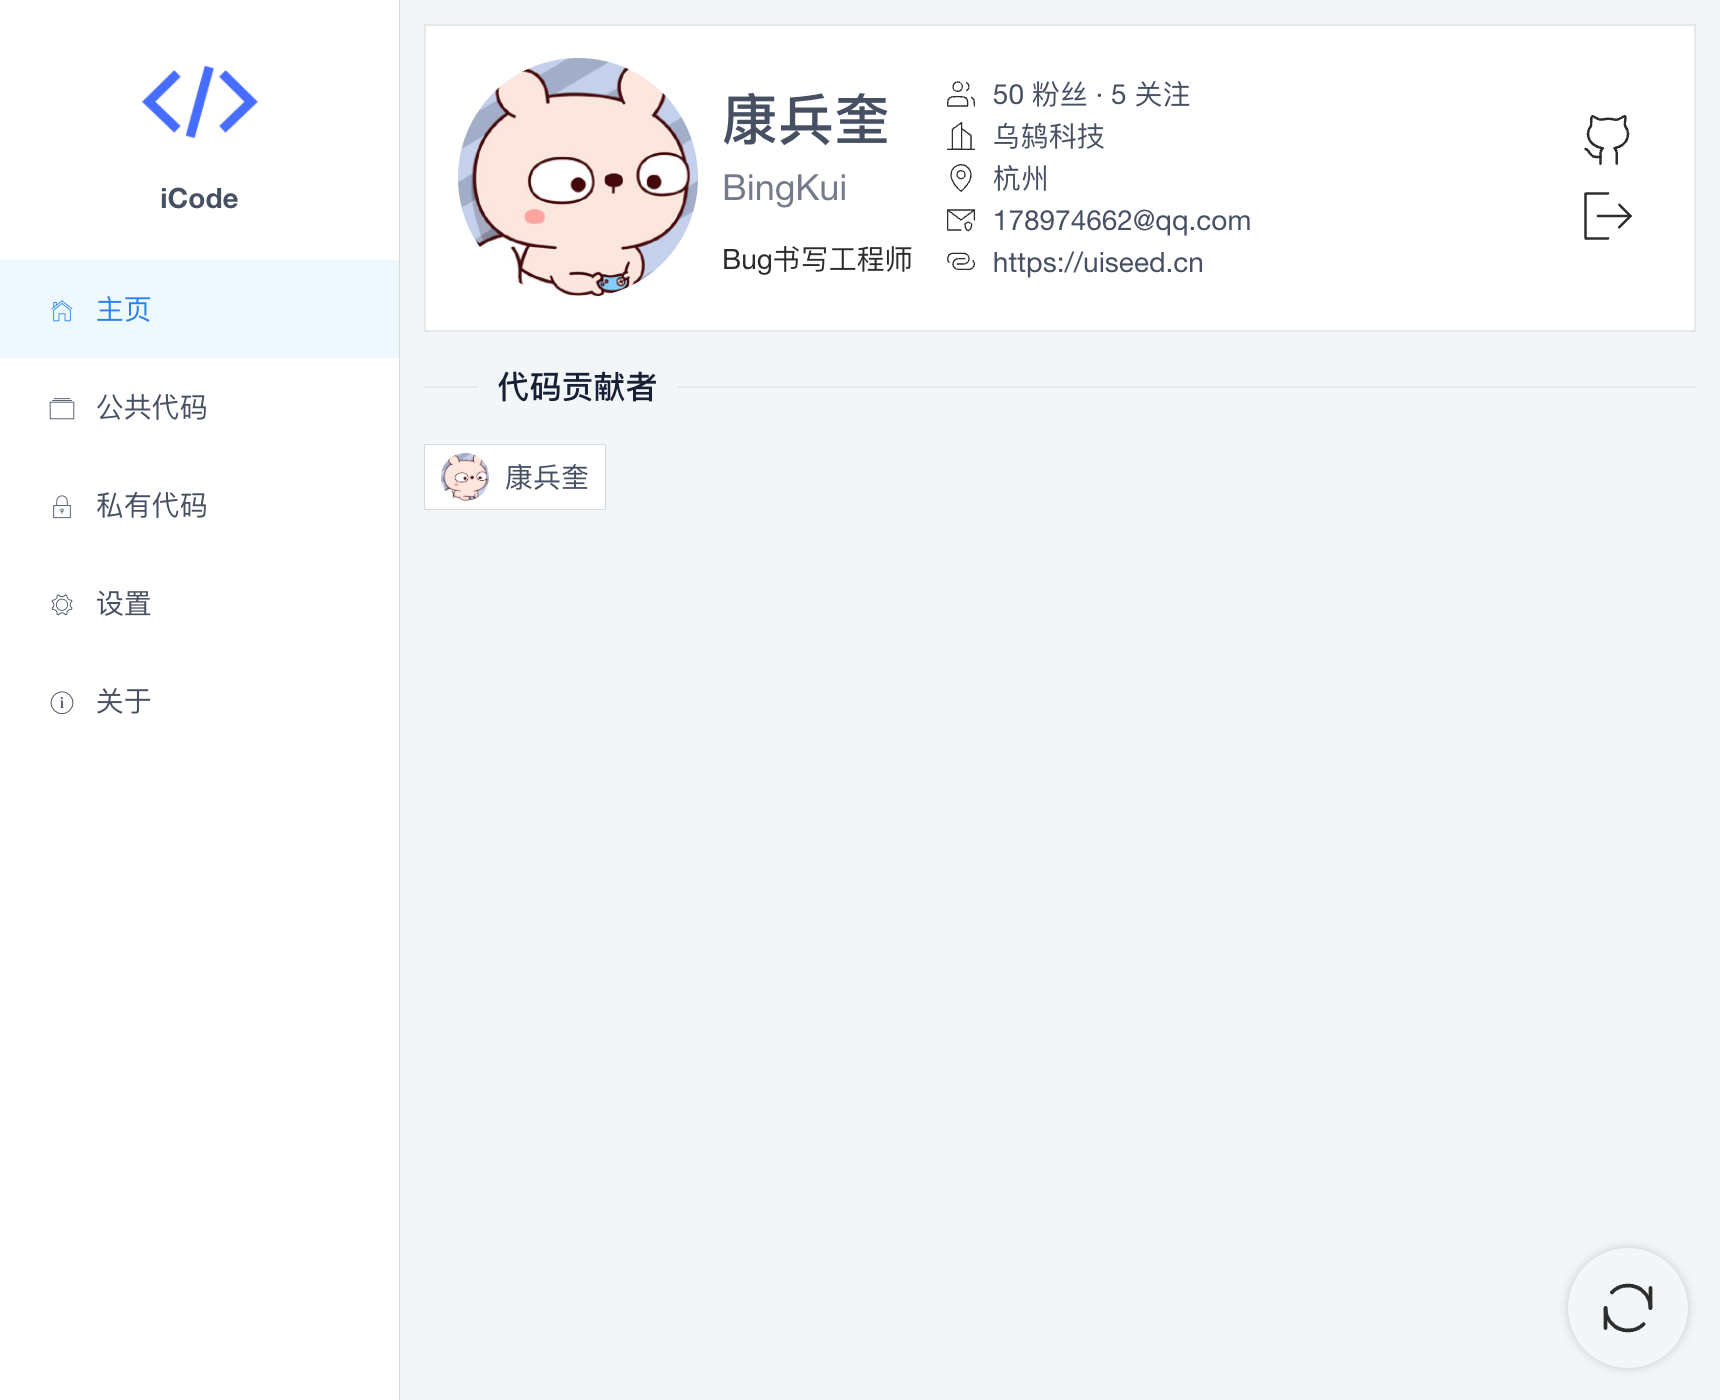 iCode
主页
公共代码
私有代码
设置
关于
康兵奎
BingKui
Bug书写工程师
50 粉丝 · 5 关注
乌鸫科技
杭州
178974662@qq.com
https://uiseed.cn
代码贡献者
康兵奎